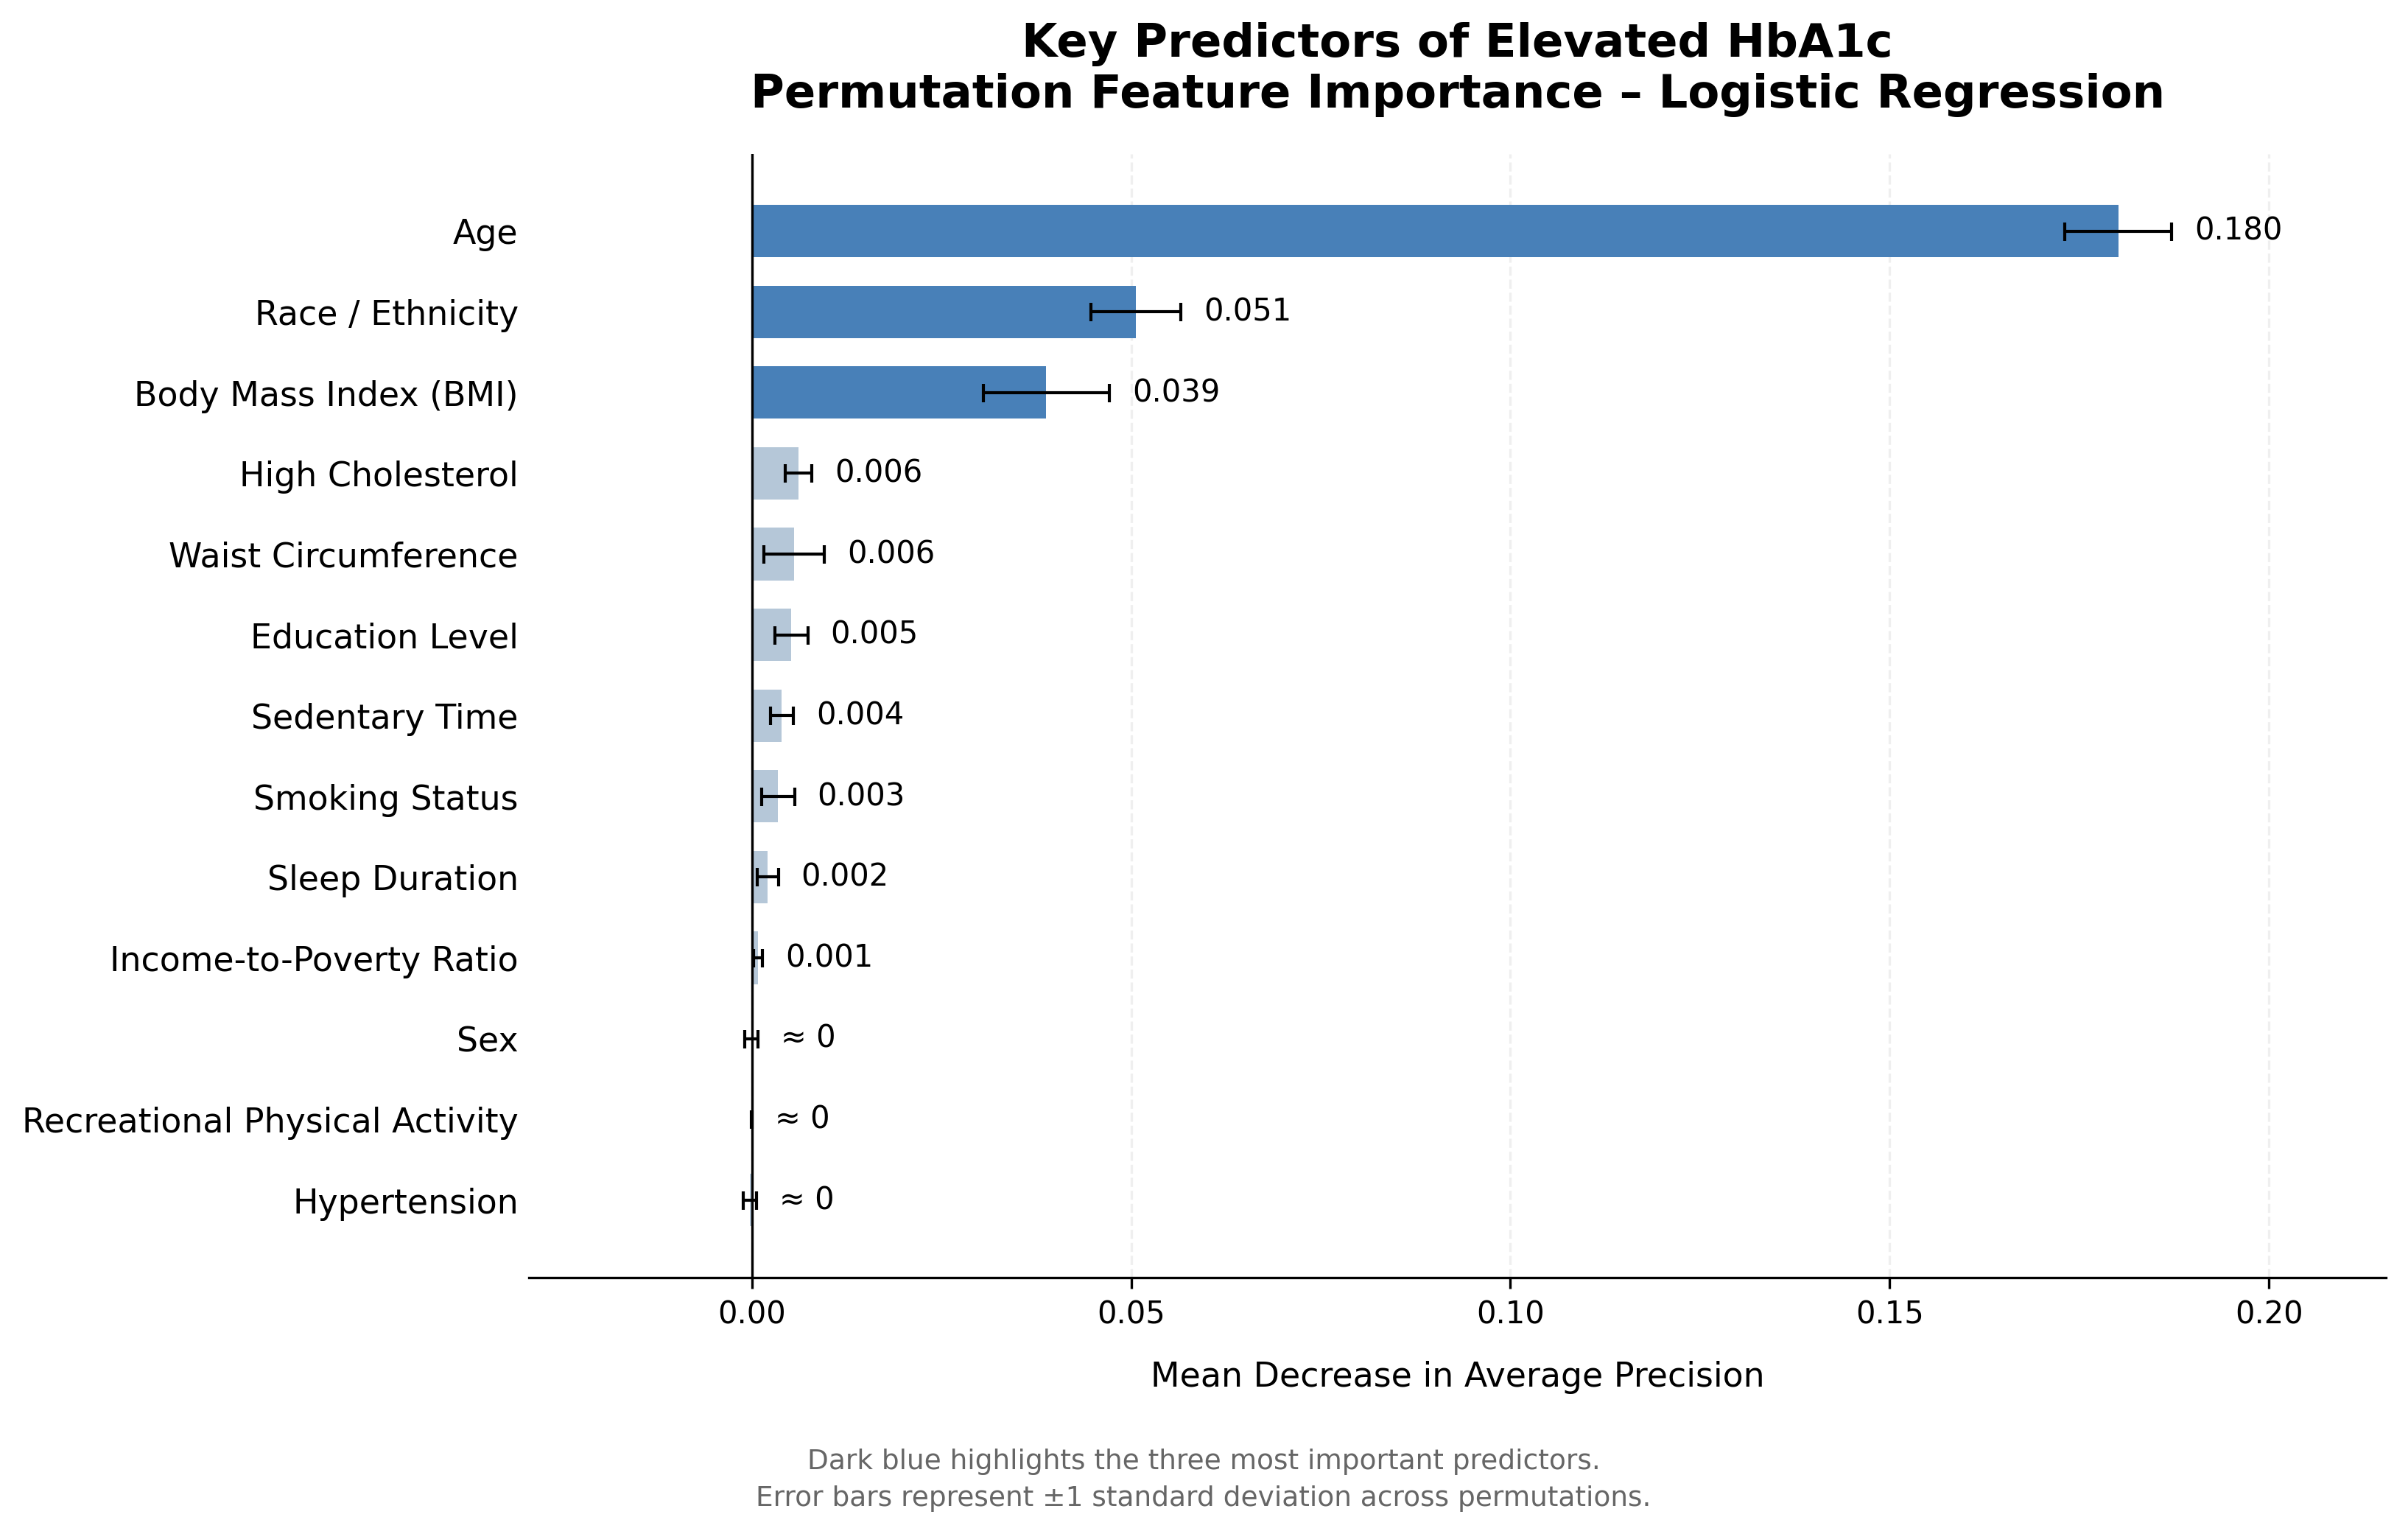 Key Predictors of Elevated HbA1c
Permutation Feature Importance – Logistic Regression
Age 0.180
Race / Ethnicity 0.051
Body Mass Index (BMI) 0.039
High Cholesterol 0.006
Waist Circumference 0.006
Education Level 0.005
Sedentary Time 0.004
Smoking Status 0.003
Sleep Duration 0.002
Income-to-Poverty Ratio 0.001
Sex ≈ 0
Recreational Physical Activity ≈ 0
Hypertension ≈ 0
0.00 0.05 0.10 0.15 0.20
Mean Decrease in Average Precision
Dark blue highlights the three most important predictors.
Error bars represent ±1 standard deviation across permutations.